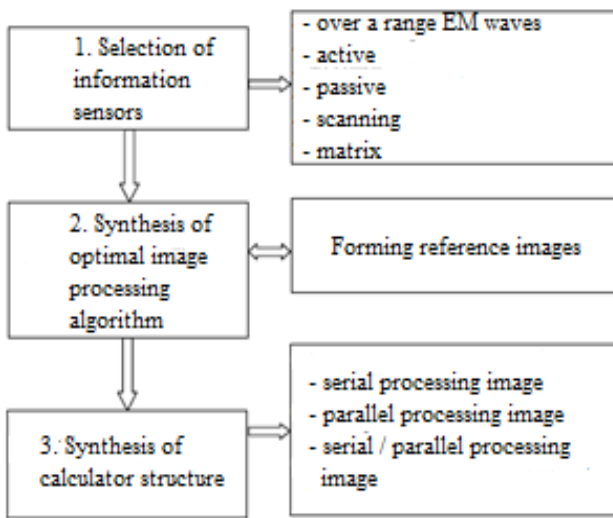 1. Selection of
information
sensors
- over a range EM waves
- active
- passive
- scanning
- matrix
2. Synthesis of
optimal image
processing
algorithm
Forming reference images
3. Synthesis of
calculator structure
- serial processing image
- parallel processing image
- serial / parallel processing
image